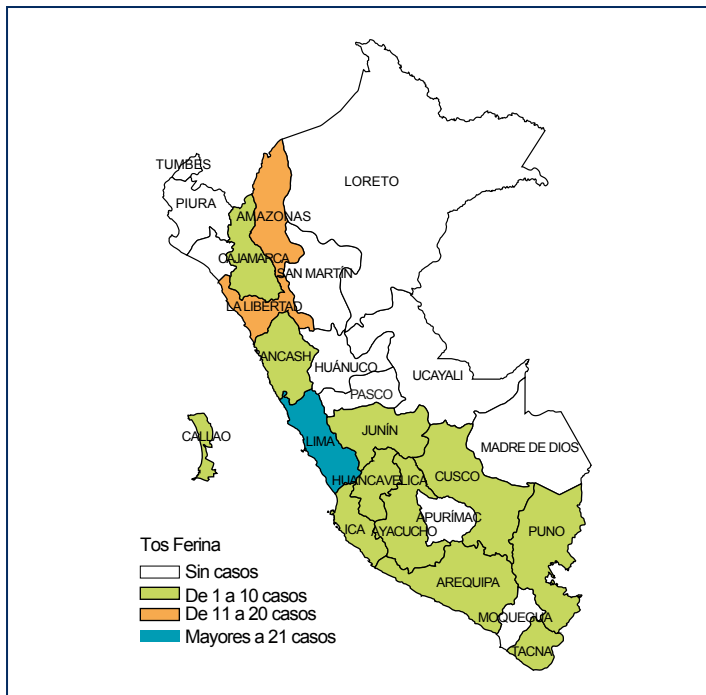 TUMBES
LORETO
PIURA
AMAZONAS
CAJAMARCA
SAN MARTÍN
LA LIBERTAD
ANCASH
HUÁNUCO
UCAYALI
PASCO
CALLAO
JUNÍN
LIMA
MADRE DE DIOS
CUSCO
HUANCAVELICA
APURÍMAC
ICA
AYACUCHO
PUNO
AREQUIPA
MOQUEGUA
TACNA
Tos Ferina
Sin casos
De 1 a 10 casos
De 11 a 20 casos
Mayores a 21 casos